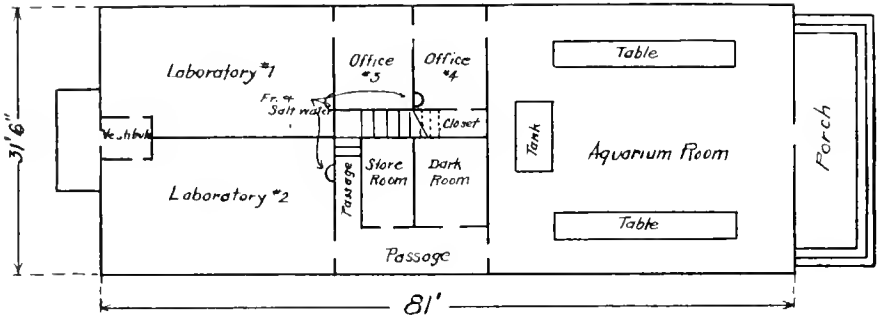 Laboratory #1
Office
#3
Office
#4
Table
Fr. &
Salt water
Closet
Vestibule
31'6"
Tank
Aquarium Room
Porch
Laboratory #2
Passage
Store
Room
Dark
Room
Table
Passage
81'